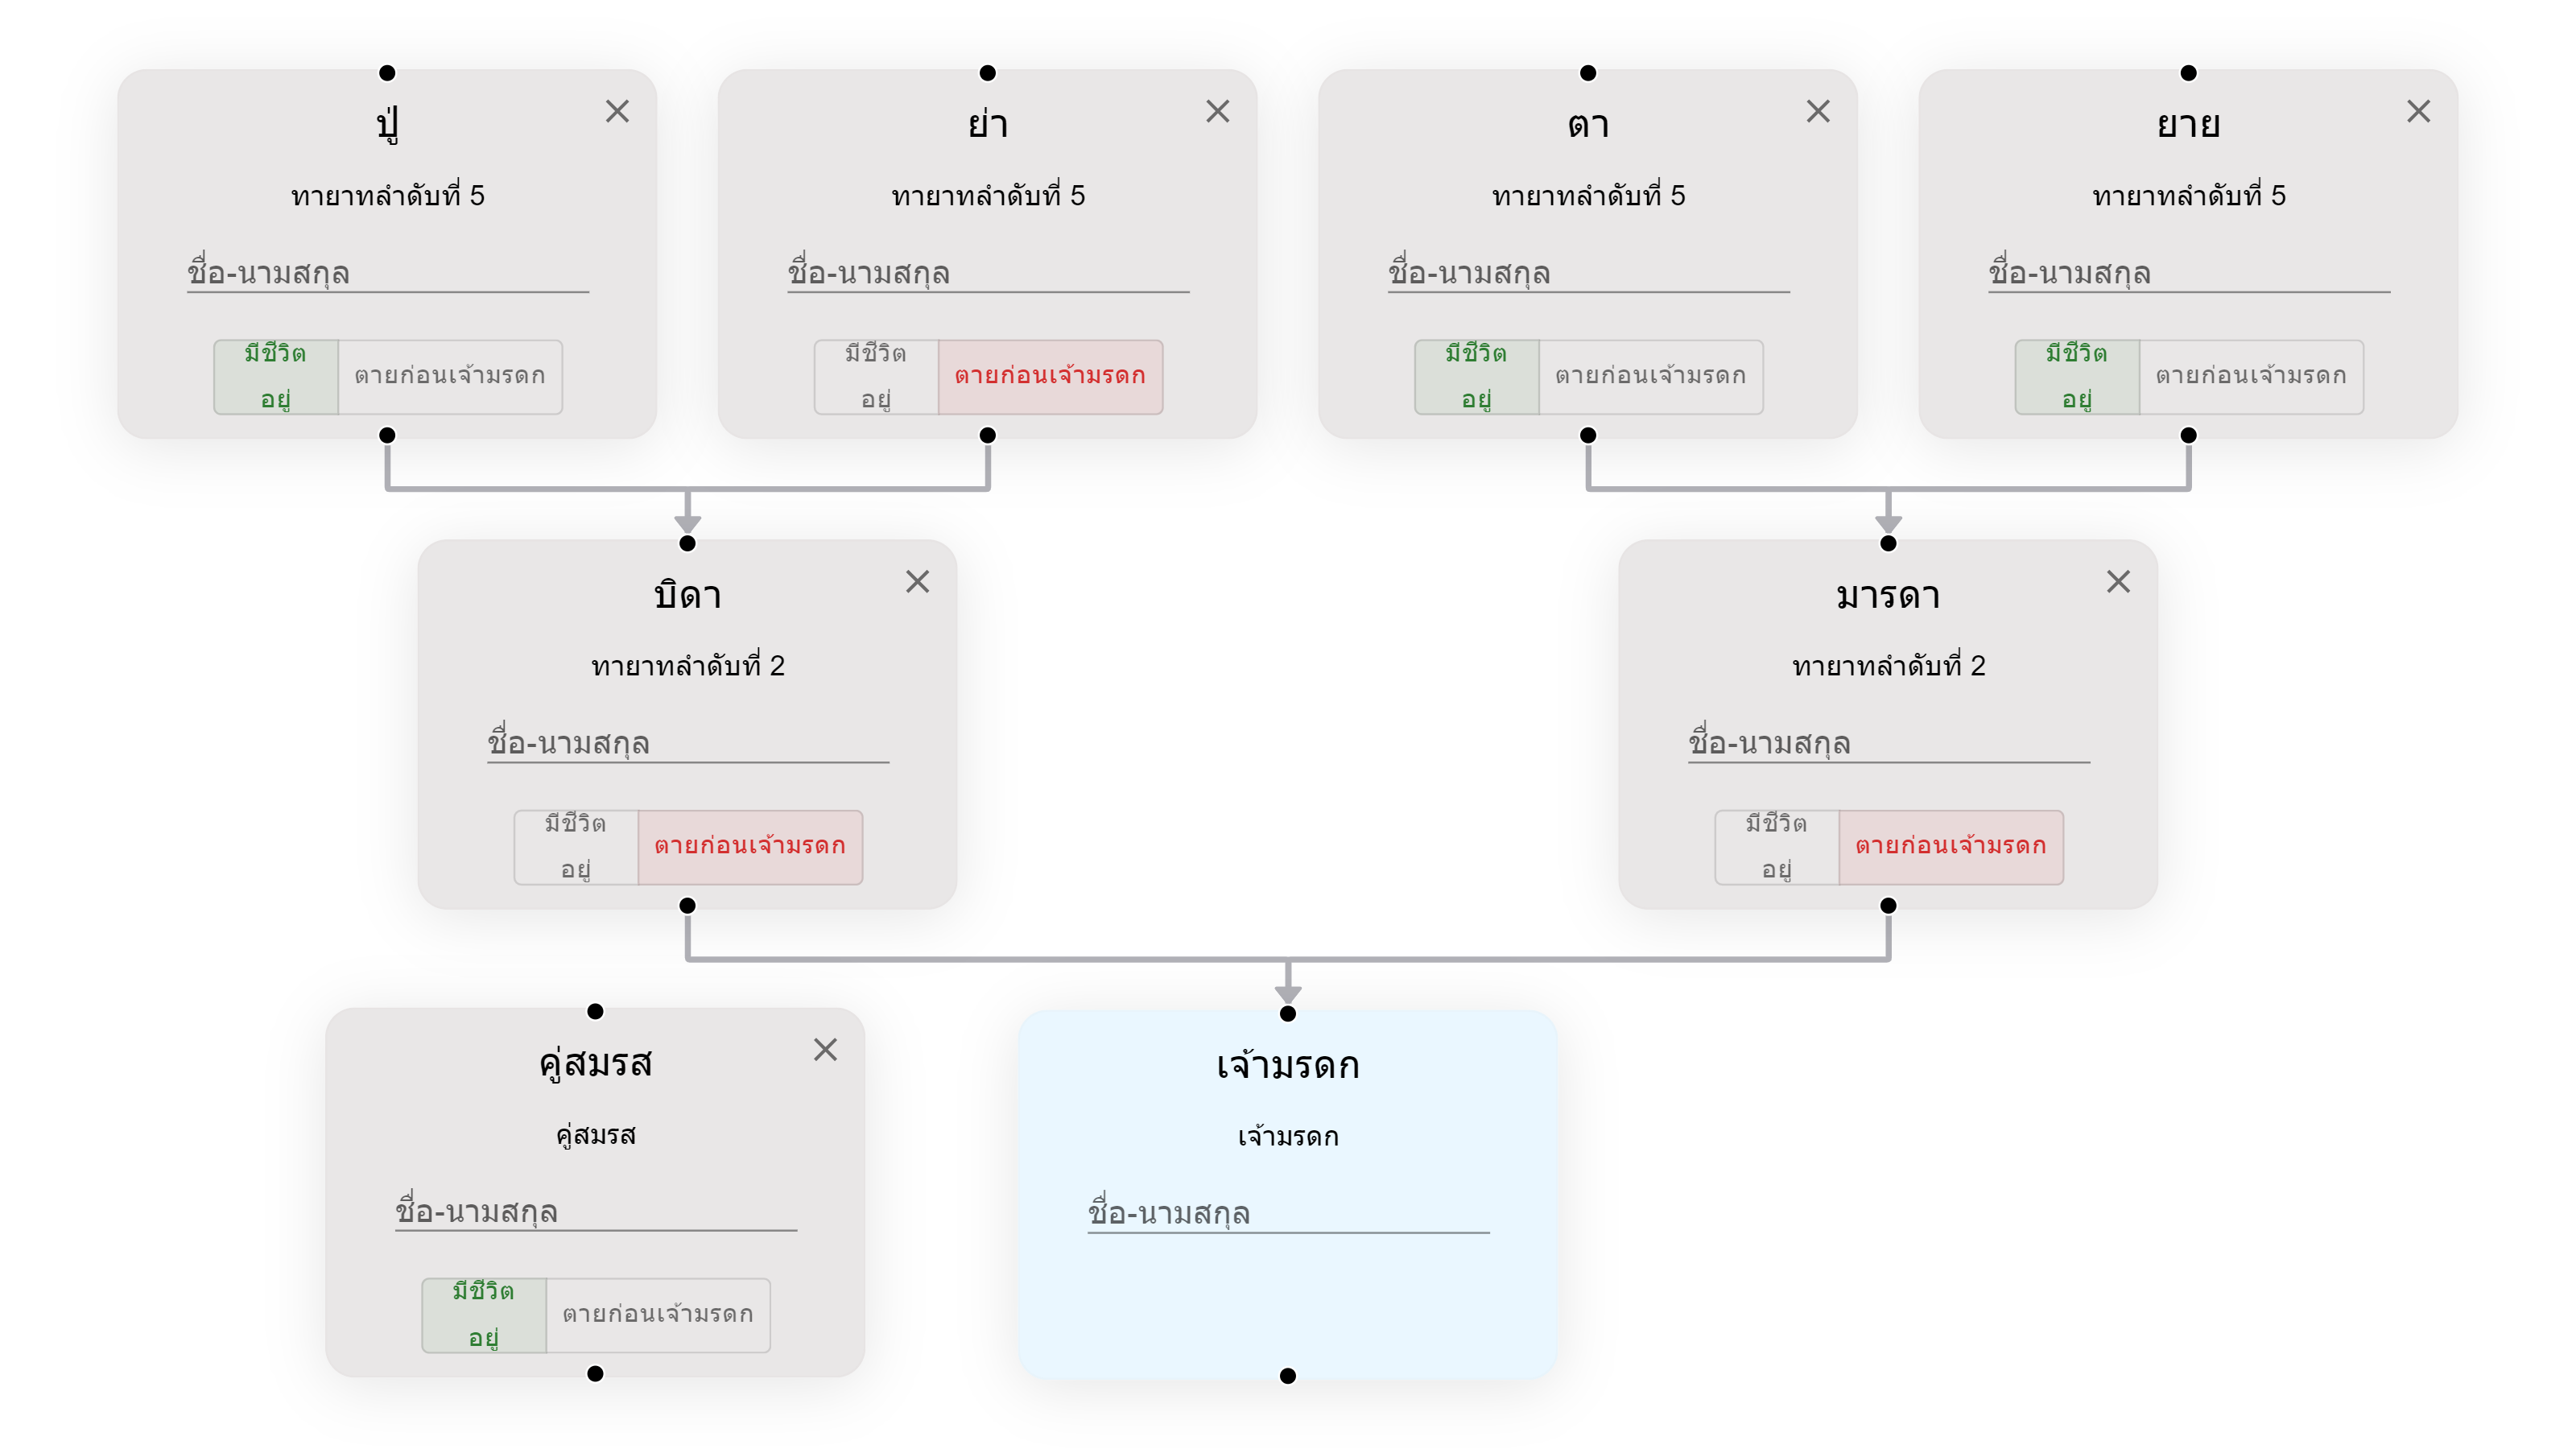 ปู่
ทายาทลำดับที่ 5
ชื่อ-นามสกุล
มีชีวิต
อยู่
ตายก่อนเจ้ามรดก
ย่า
ทายาทลำดับที่ 5
ชื่อ-นามสกุล
มีชีวิต
อยู่
ตายก่อนเจ้ามรดก
ตา
ทายาทลำดับที่ 5
ชื่อ-นามสกุล
มีชีวิต
อยู่
ตายก่อนเจ้ามรดก
ยาย
ทายาทลำดับที่ 5
ชื่อ-นามสกุล
มีชีวิต
อยู่
ตายก่อนเจ้ามรดก
บิดา
ทายาทลำดับที่ 2
ชื่อ-นามสกุล
มีชีวิต
อยู่
ตายก่อนเจ้ามรดก
มารดา
ทายาทลำดับที่ 2
ชื่อ-นามสกุล
มีชีวิต
อยู่
ตายก่อนเจ้ามรดก
คู่สมรส
คู่สมรส
ชื่อ-นามสกุล
มีชีวิต
อยู่
ตายก่อนเจ้ามรดก
เจ้ามรดก
เจ้ามรดก
ชื่อ-นามสกุล